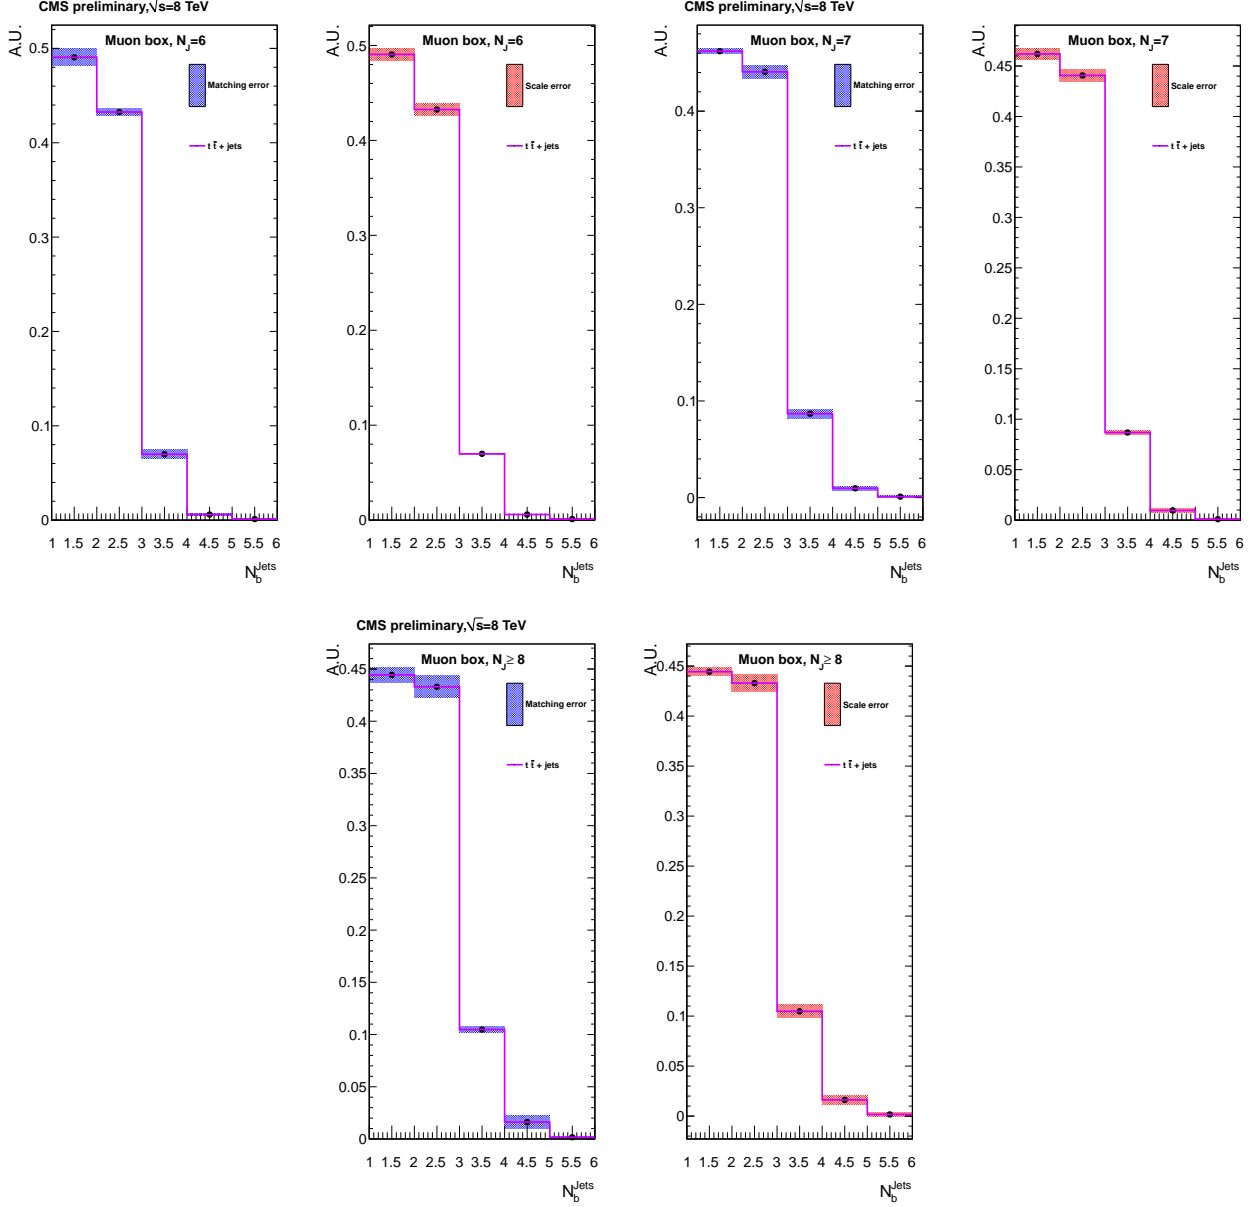 CMS preliminary,√s=8 TeV
A.U.
Muon box, N_J=6
Matching error
t t̄ + jets
0.5
0.4
0.3
0.2
0.1
0
1 1.5 2 2.5 3 3.5 4 4.5 5 5.5 6
N_b^Jets
Muon box, N_J=6
Scale error
t t̄ + jets
0.5
0.4
0.3
0.2
0.1
0
1 1.5 2 2.5 3 3.5 4 4.5 5 5.5 6
N_b^Jets
CMS preliminary,√s=8 TeV
A.U.
Muon box, N_J=7
Matching error
t t̄ + jets
0.4
0.3
0.2
0.1
0
1 1.5 2 2.5 3 3.5 4 4.5 5 5.5 6
N_b^Jets
A.U.
Muon box, N_J=7
Scale error
t t̄ + jets
0.45
0.4
0.35
0.3
0.25
0.2
0.15
0.1
0.05
0
1 1.5 2 2.5 3 3.5 4 4.5 5 5.5 6
N_b^Jets
CMS preliminary,√s=8 TeV
A.U.
Muon box, N_J≥ 8
Matching error
t t̄ + jets
0.45
0.4
0.35
0.3
0.25
0.2
0.15
0.1
0.05
0
1 1.5 2 2.5 3 3.5 4 4.5 5 5.5 6
N_b^Jets
A.U.
Muon box, N_J≥ 8
Scale error
t t̄ + jets
0.45
0.4
0.35
0.3
0.25
0.2
0.15
0.1
0.05
0
1 1.5 2 2.5 3 3.5 4 4.5 5 5.5 6
N_b^Jets